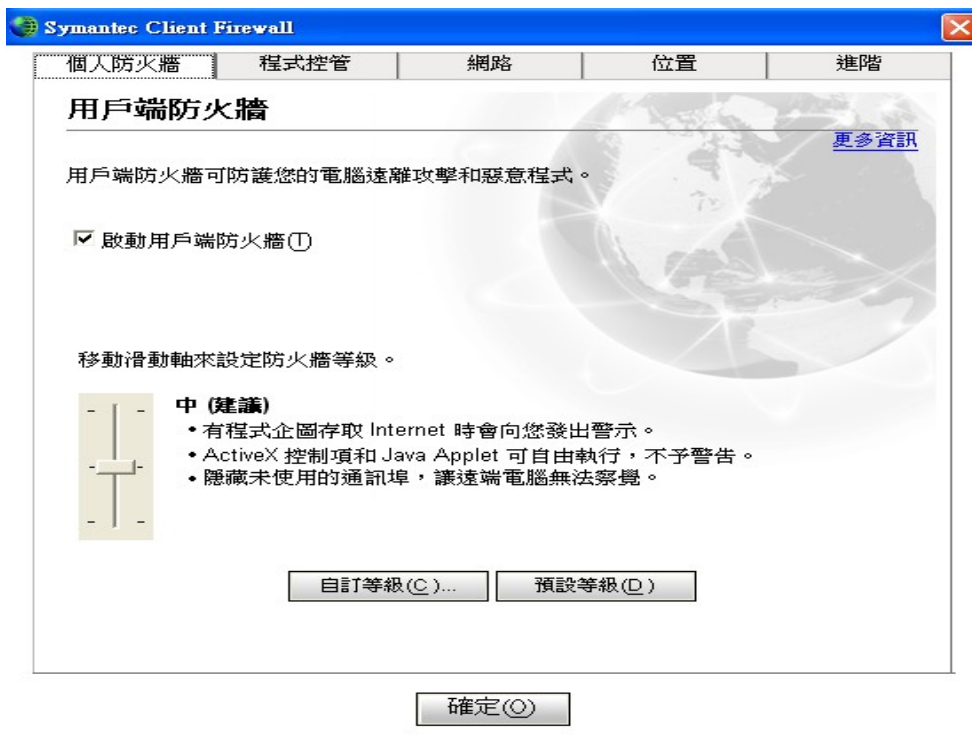 Symantec Client Firewall
個人防火牆 程式控管 網路 位置 進階
用戶端防火牆
更多資訊
用戶端防火牆可防護您的電腦遠離攻擊和惡意程式。
啟動用戶端防火牆(T)
移動滑動軸來設定防火牆等級。
中 (建議)
• 有程式企圖存取 Internet 時會向您發出警示。
• ActiveX 控制項和 Java Applet 可自由執行，不予警告。
• 隱藏未使用的通訊埠，讓遠端電腦無法察覺。
自訂等級(C)... 預設等級(D)
確定(O)